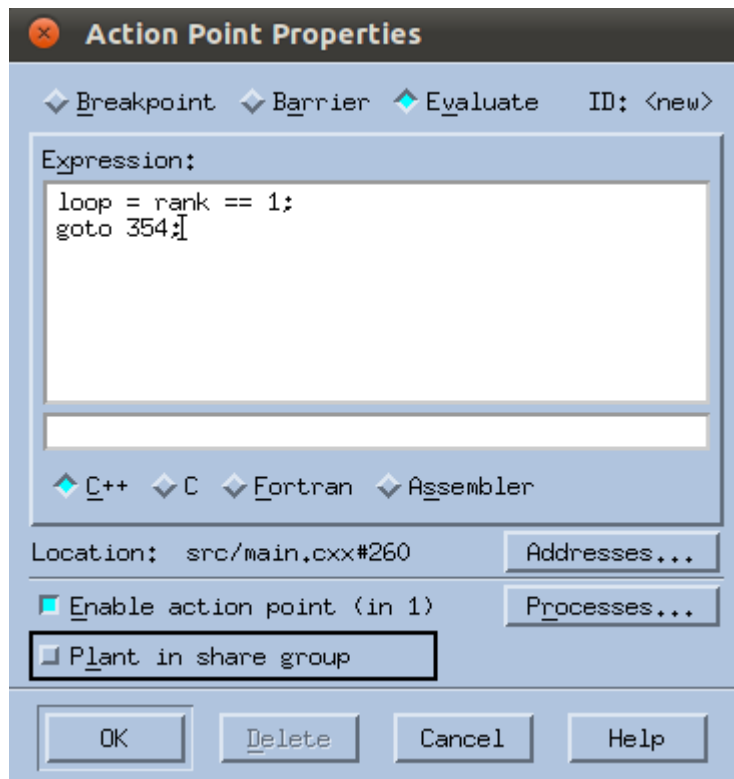 Action Point Properties
Breakpoint Barrier Evaluate ID: <new>
Expression:
loop = rank == 1;
goto 354;
C++ C Fortran Assembler
Location: src/main.cxx#260 Addresses...
Enable action point (in 1) Processes...
Plant in share group
OK Delete Cancel Help